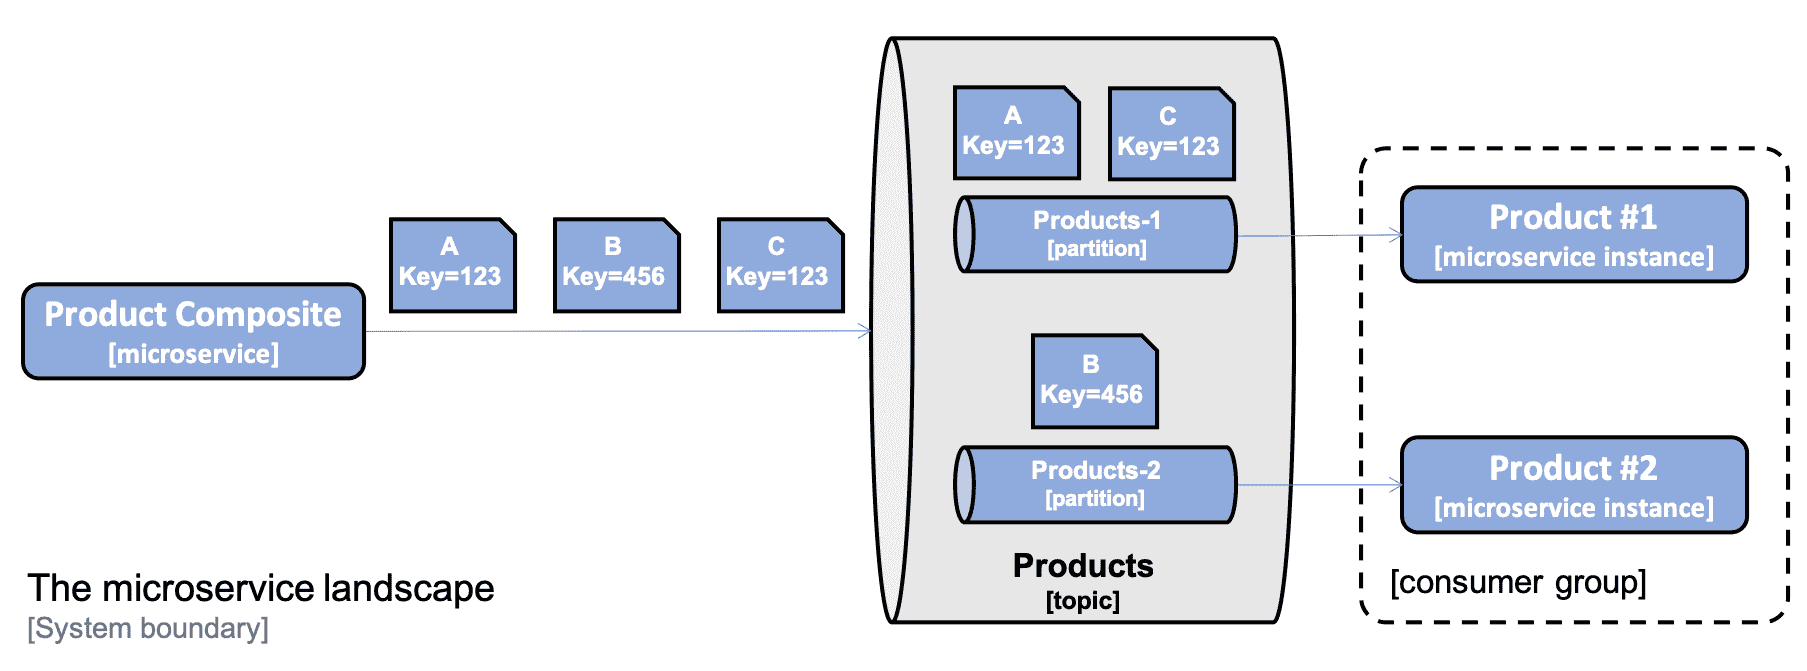 Product Composite
[microservice]
A
Key=123
B
Key=456
C
Key=123
A
Key=123
C
Key=123
Products-1
[partition]
B
Key=456
Products-2
[partition]
Products
[topic]
Product #1
[microservice instance]
Product #2
[microservice instance]
[consumer group]
The microservice landscape
[System boundary]